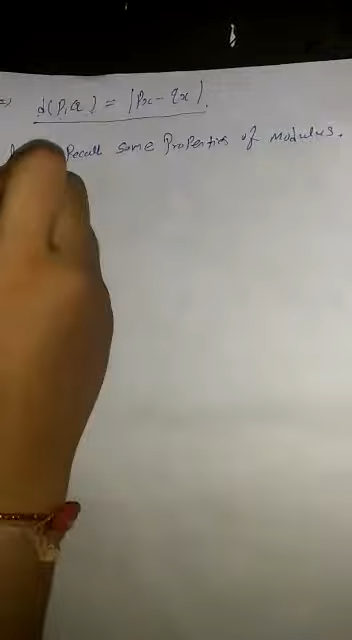 => d(P,Q) = |Px - qx|.
Recall some Properties of Modulus.